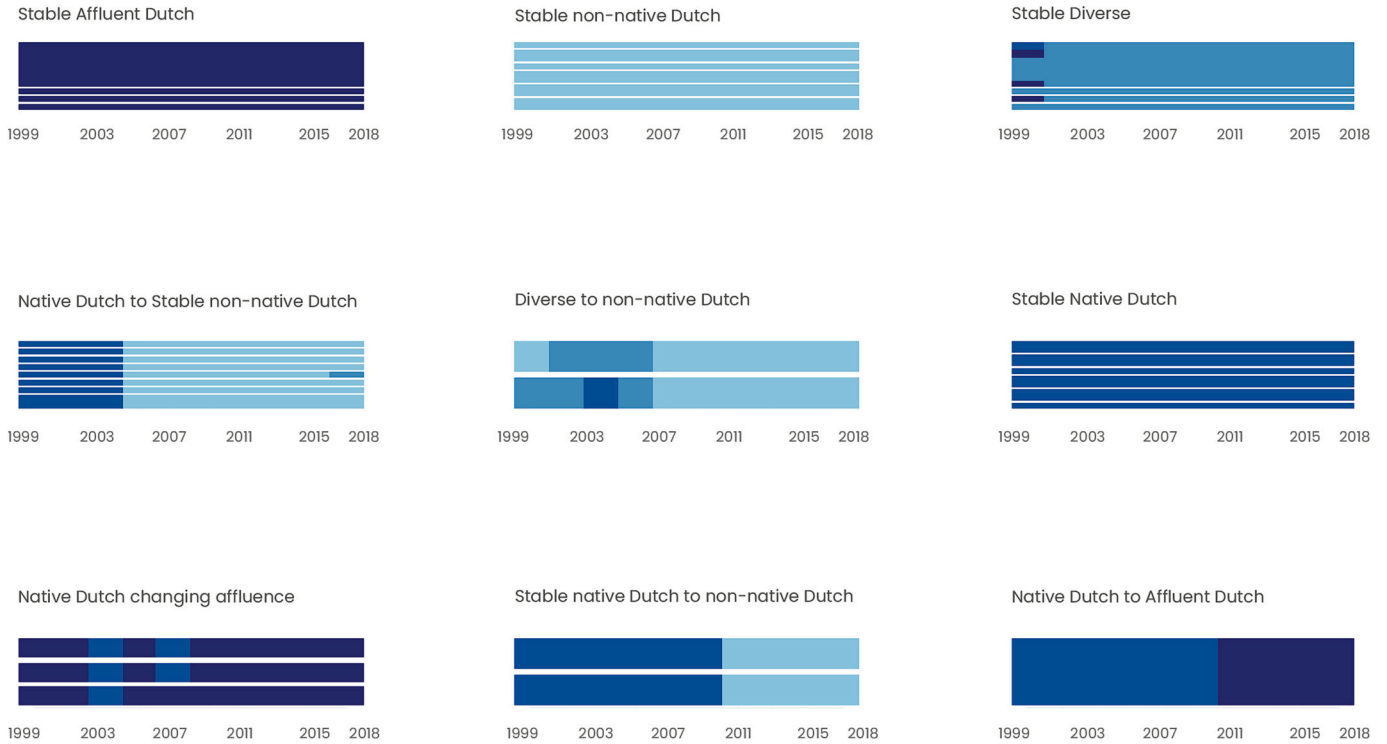 Stable Affluent Dutch
1999 2003 2007 2011 2015 2018
Stable non-native Dutch
1999 2003 2007 2011 2015 2018
Stable Diverse
1999 2003 2007 2011 2015 2018
Native Dutch to Stable non-native Dutch
1999 2003 2007 2011 2015 2018
Diverse to non-native Dutch
1999 2003 2007 2011 2015 2018
Stable Native Dutch
1999 2003 2007 2011 2015 2018
Native Dutch changing affluence
1999 2003 2007 2011 2015 2018
Stable native Dutch to non-native Dutch
1999 2003 2007 2011 2015 2018
Native Dutch to Affluent Dutch
1999 2003 2007 2011 2015 2018